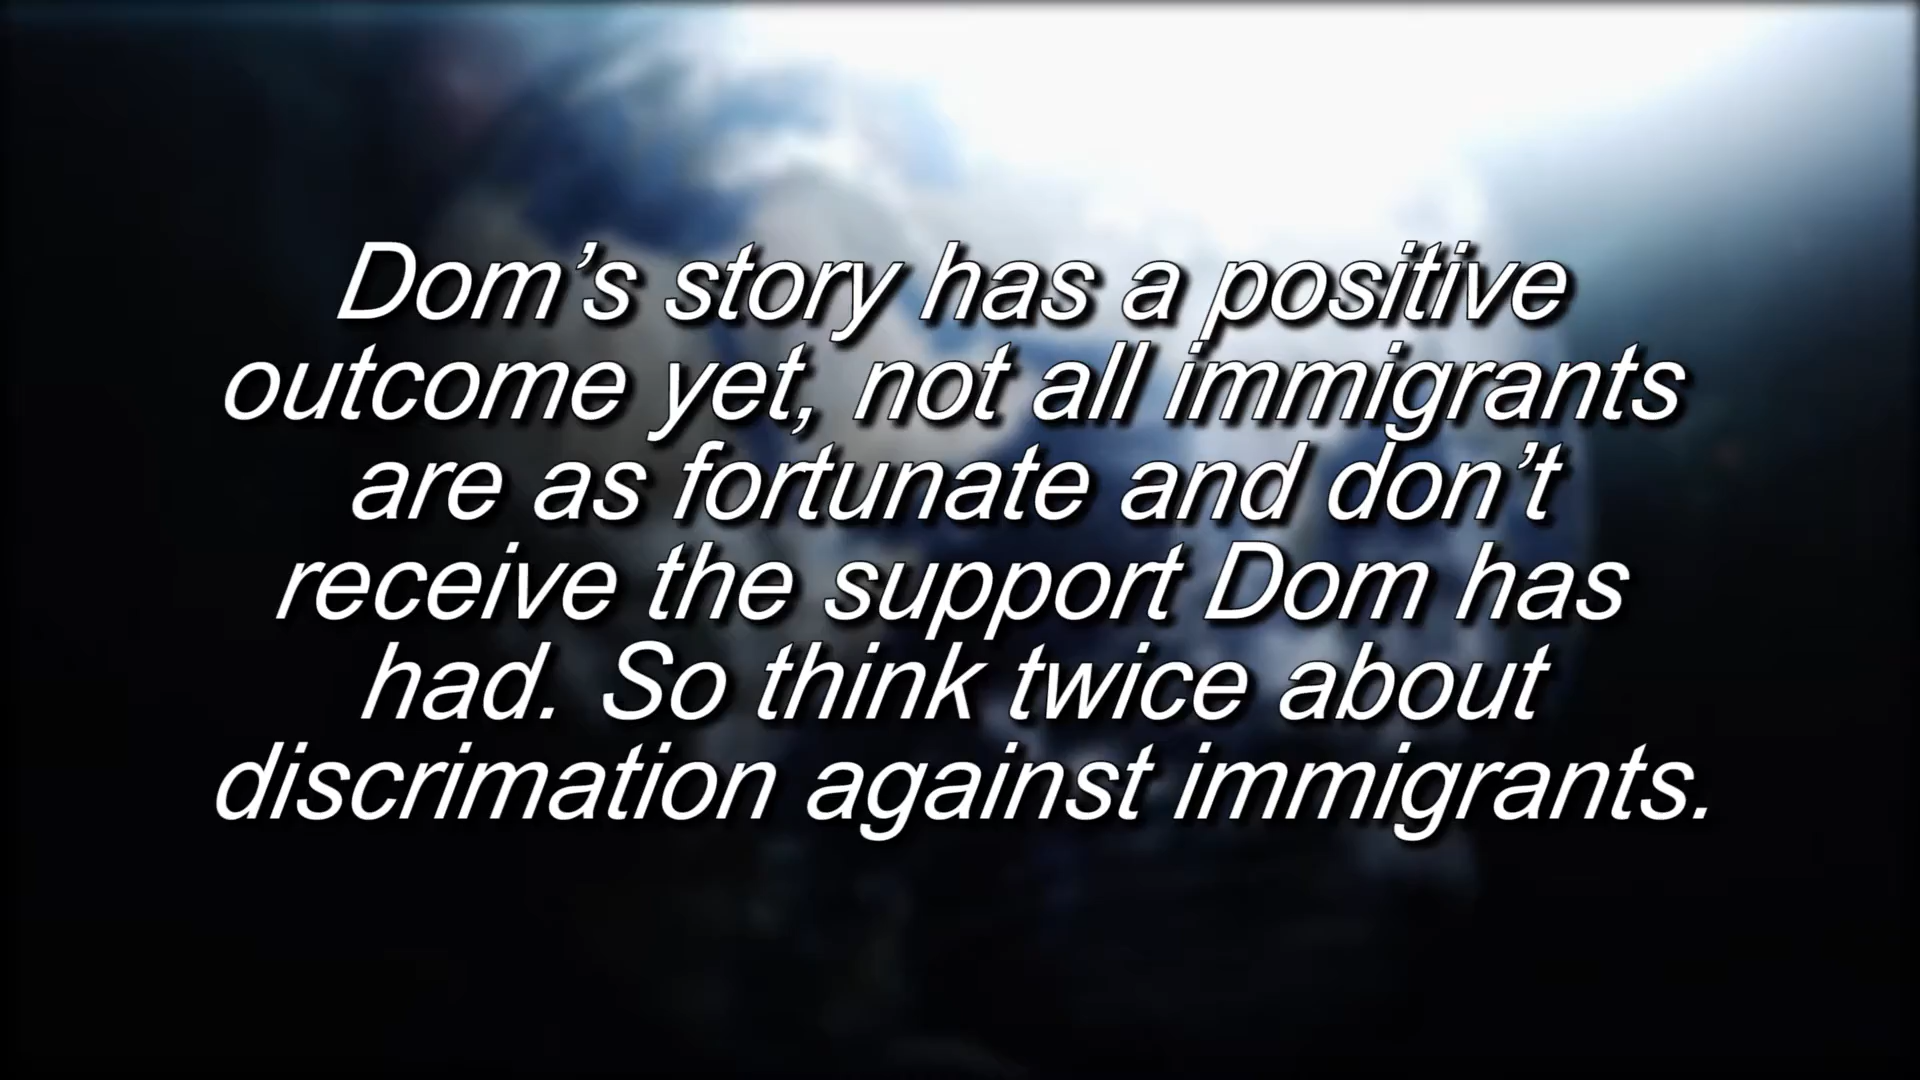 Dom’s story has a positive
outcome yet, not all immigrants
are as fortunate and don’t
receive the support Dom has
had. So think twice about
discrimation against immigrants.